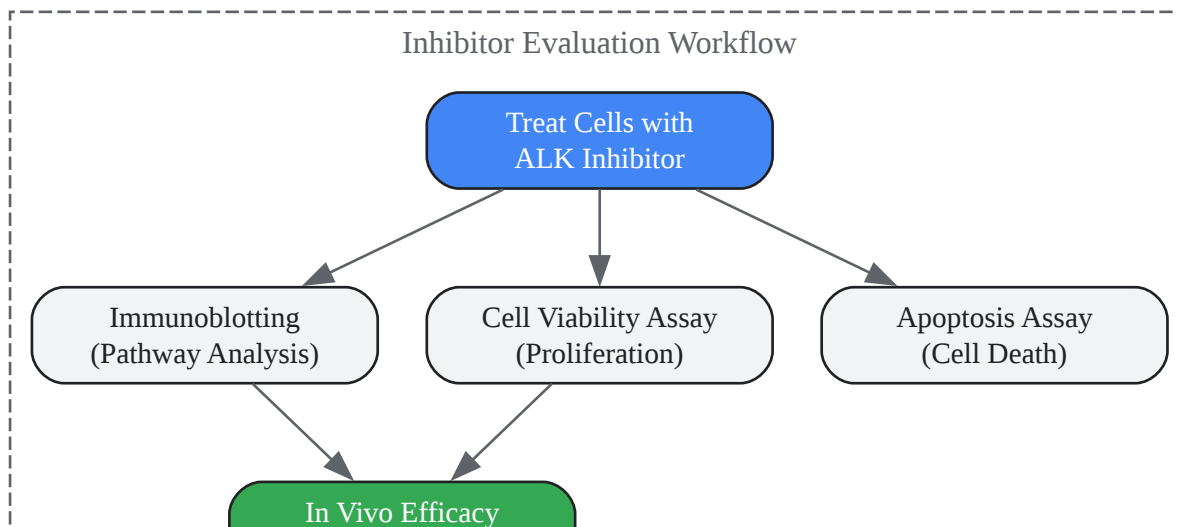 Inhibitor Evaluation Workflow
Treat Cells with
ALK Inhibitor
Immunoblotting
(Pathway Analysis)
Cell Viability Assay
(Proliferation)
Apoptosis Assay
(Cell Death)
In Vivo Efficacy